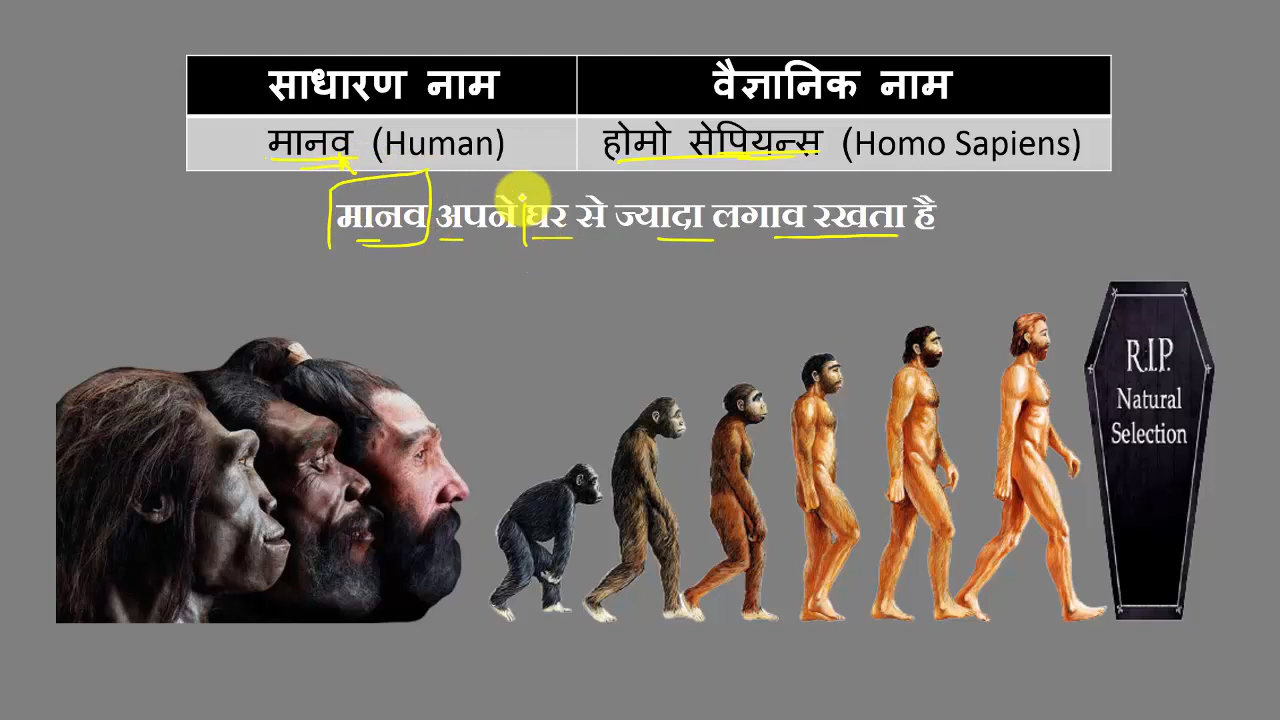 साधारण नाम वैज्ञानिक नाम
मानव (Human) होमो सेपियन्स (Homo Sapiens)
मानव अपने घर से ज्यादा लगाव रखता है
R.I.P.
Natural
Selection